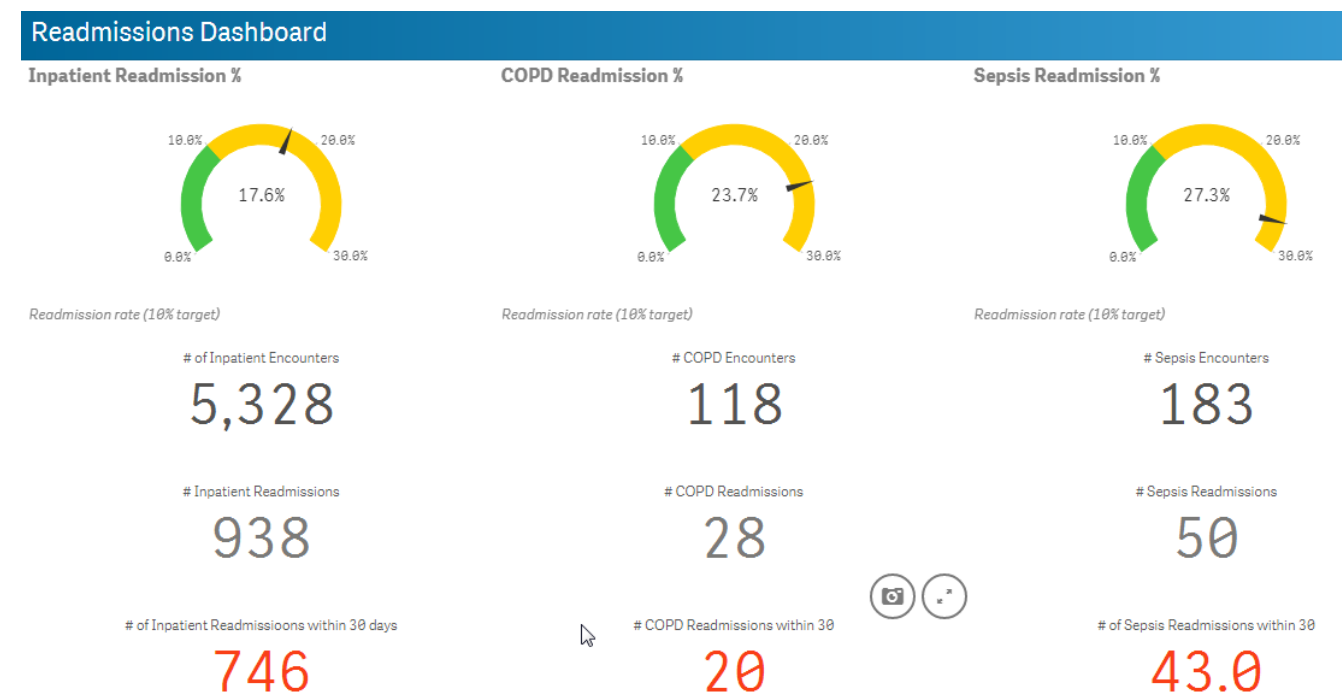 Readmissions Dashboard
Inpatient Readmission %
COPD Readmission %
Sepsis Readmission %
10.0%
20.0%
17.6%
0.0%
30.0%
10.0%
20.0%
23.7%
0.0%
30.0%
10.0%
20.0%
27.3%
0.0%
30.0%
Readmission rate (10% target)
Readmission rate (10% target)
Readmission rate (10% target)
# of Inpatient Encounters
# COPD Encounters
# Sepsis Encounters
5,328
118
183
# Inpatient Readmissions
# COPD Readmissions
# Sepsis Readmissions
938
28
50
# of Inpatient Readmissioons within 30 days
# COPD Readmissions within 30
# of Sepsis Readmissions within 30
746
20
43.0